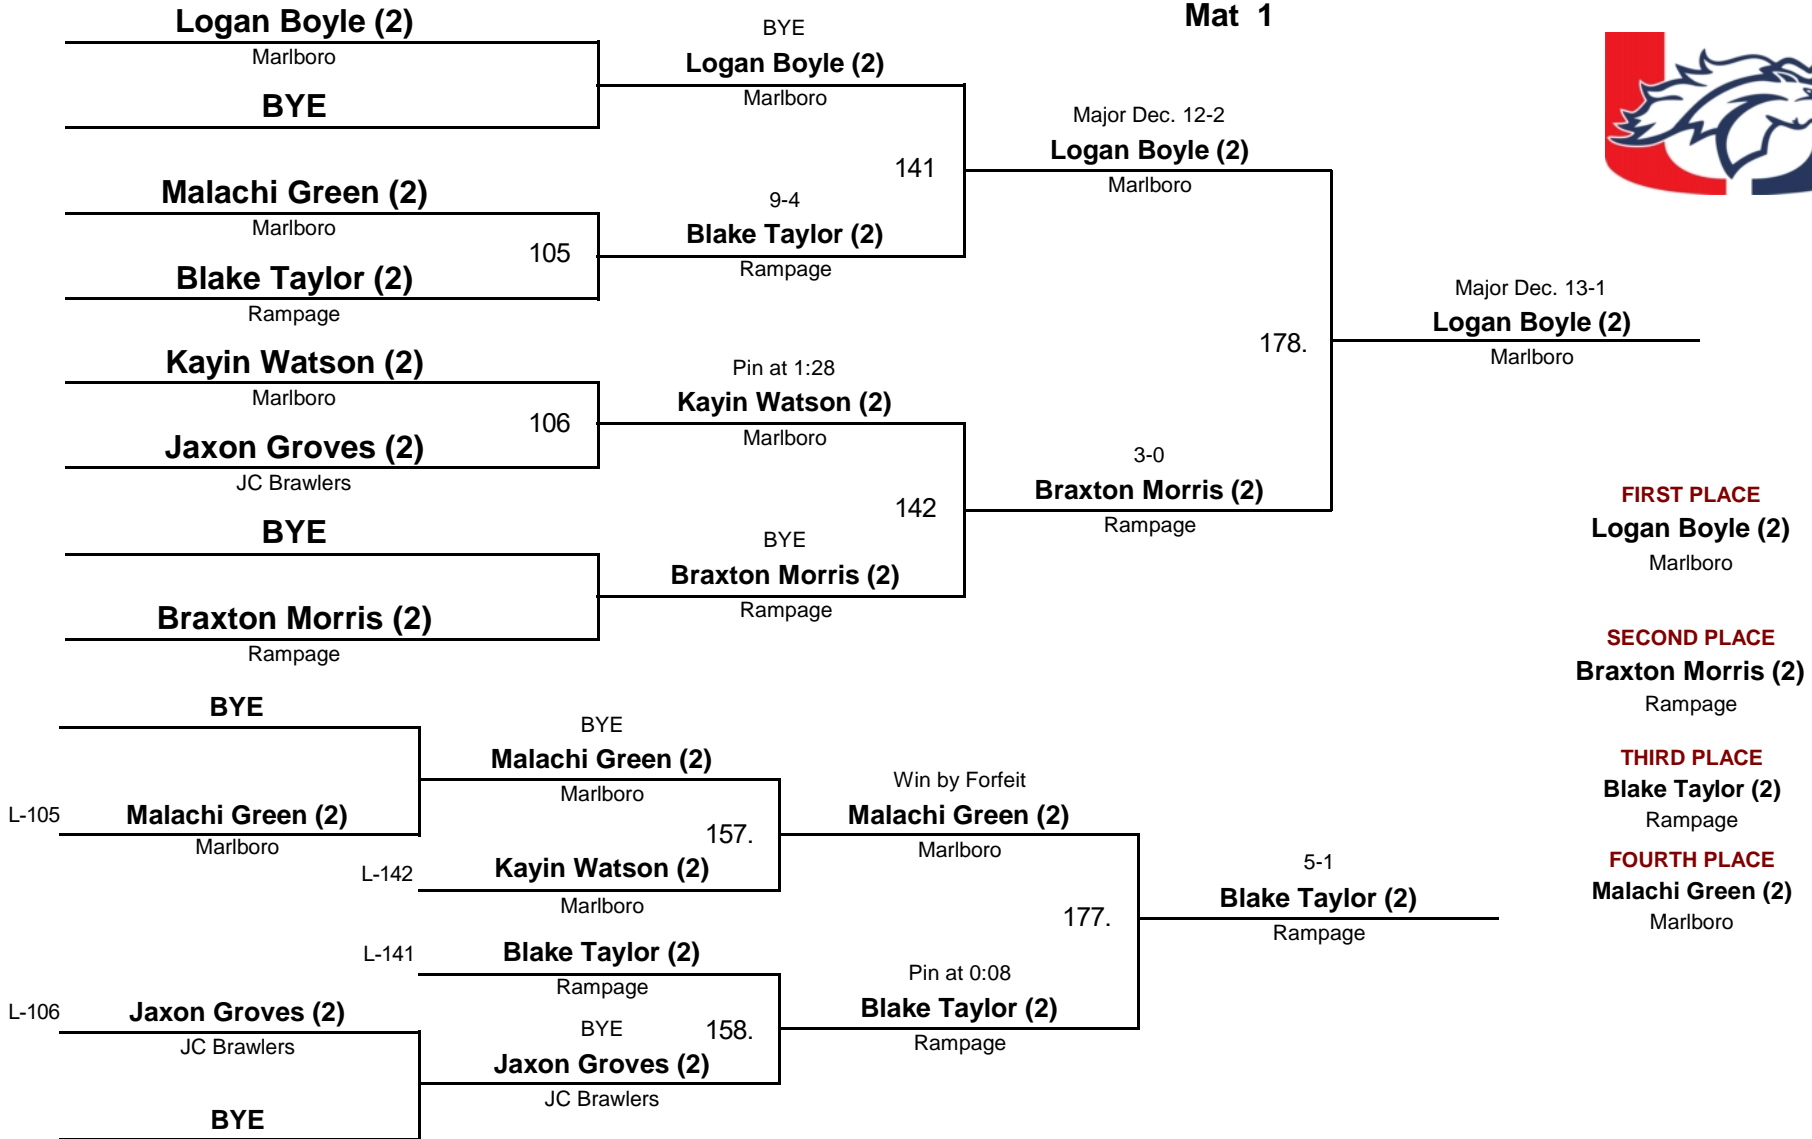 Mat 1
Logan Boyle (2)
Marlboro
BYE
Malachi Green (2)
Marlboro
105
Blake Taylor (2)
Rampage
Kayin Watson (2)
Marlboro
106
Jaxon Groves (2)
JC Brawlers
BYE
Braxton Morris (2)
Rampage
BYE
Logan Boyle (2)
Marlboro
141
9-4
Blake Taylor (2)
Rampage
Pin at 1:28
Kayin Watson (2)
Marlboro
142
BYE
Braxton Morris (2)
Rampage
Major Dec. 12-2
Logan Boyle (2)
Marlboro
178.
3-0
Braxton Morris (2)
Rampage
Major Dec. 13-1
Logan Boyle (2)
Marlboro
FIRST PLACE
Logan Boyle (2)
Marlboro
SECOND PLACE
Braxton Morris (2)
Rampage
THIRD PLACE
Blake Taylor (2)
Rampage
FOURTH PLACE
Malachi Green (2)
Marlboro
BYE
L-105 Malachi Green (2)
Marlboro
L-106 Jaxon Groves (2)
JC Brawlers
BYE
BYE
Malachi Green (2)
Marlboro
157.
L-142 Kayin Watson (2)
Marlboro
L-141 Blake Taylor (2)
Rampage
BYE 158.
Jaxon Groves (2)
JC Brawlers
Win by Forfeit
Malachi Green (2)
Marlboro
177.
Pin at 0:08
Blake Taylor (2)
Rampage
5-1
Blake Taylor (2)
Rampage